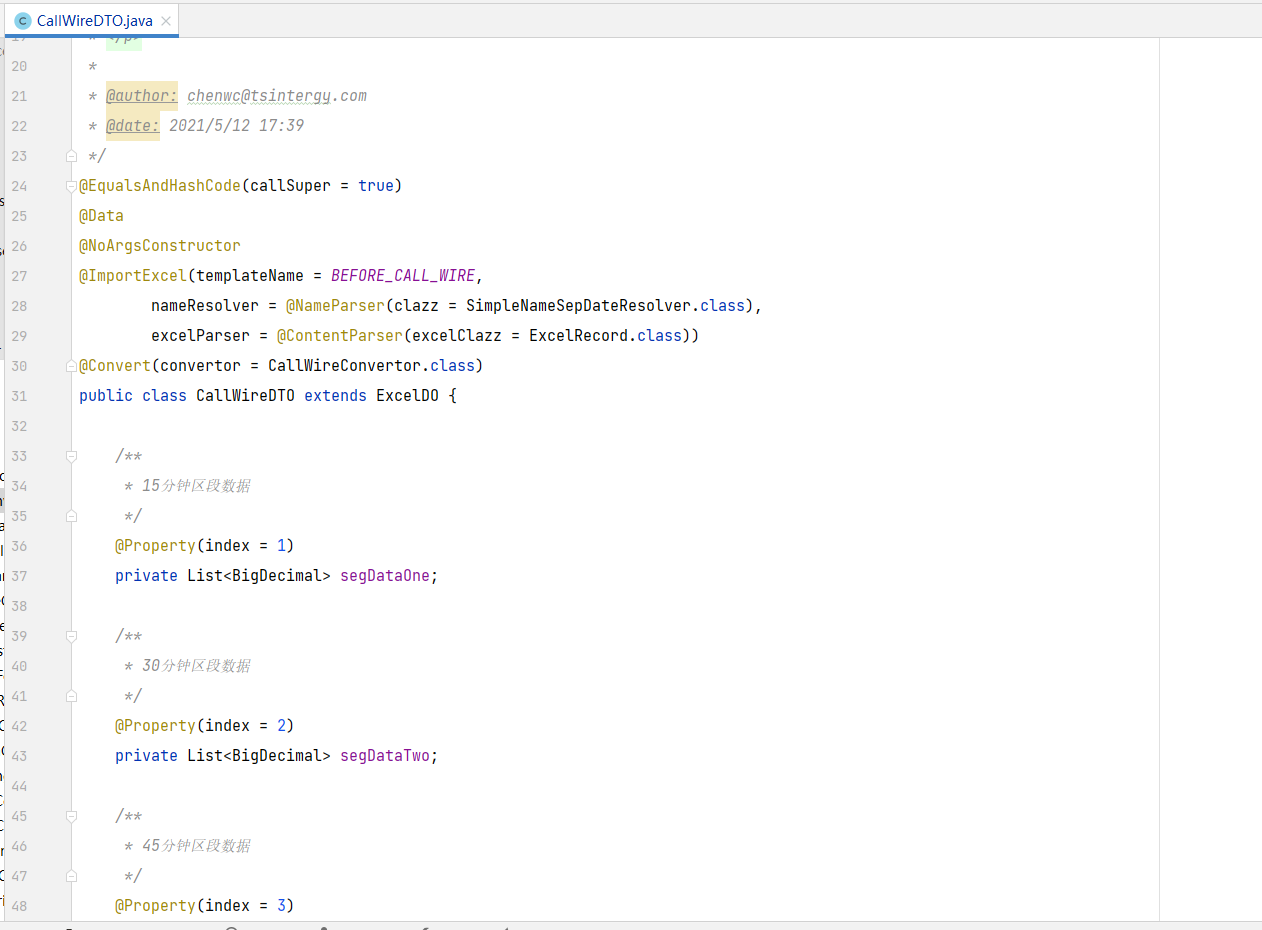 CallWireDTO.java
20 *
21 * @author: chenwc@tsintergy.com
22 * @date: 2021/5/12 17:39
23 */
24 @EqualsAndHashCode(callSuper = true)
25 @Data
26 @NoArgsConstructor
27 @ImportExcel(templateName = BEFORE_CALL_WIRE,
28 nameResolver = @NameParser(clazz = SimpleNameSepDateResolver.class),
29 excelParser = @ContentParser(excelClazz = ExcelRecord.class))
30 @Convert(convertor = CallWireConvertor.class)
31 public class CallWireDTO extends ExcelDO {
32
33 /**
34 * 15分钟区段数据
35 */
36 @Property(index = 1)
37 private List<BigDecimal> segDataOne;
38
39 /**
40 * 30分钟区段数据
41 */
42 @Property(index = 2)
43 private List<BigDecimal> segDataTwo;
44
45 /**
46 * 45分钟区段数据
47 */
48 @Property(index = 3)